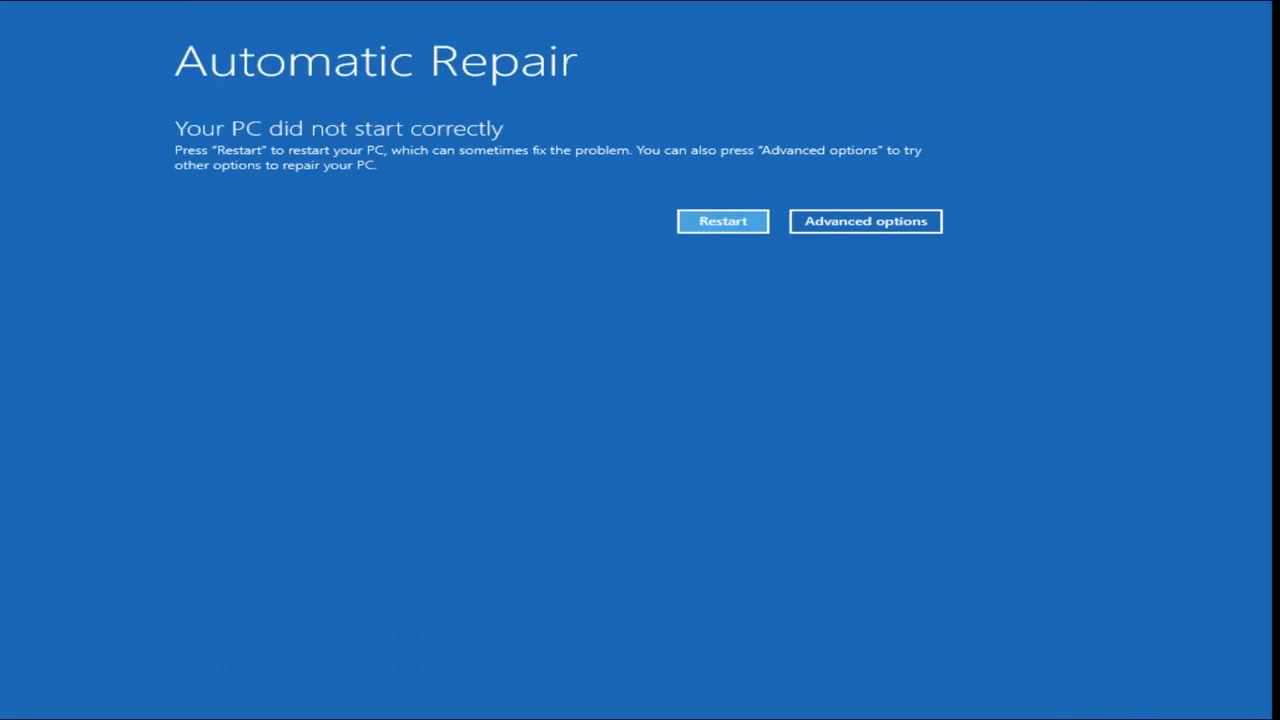 Automatic Repair
Your PC did not start correctly
Press “Restart” to restart your PC, which can sometimes fix the problem. You can also press “Advanced options” to try
other options to repair your PC.
Restart
Advanced options